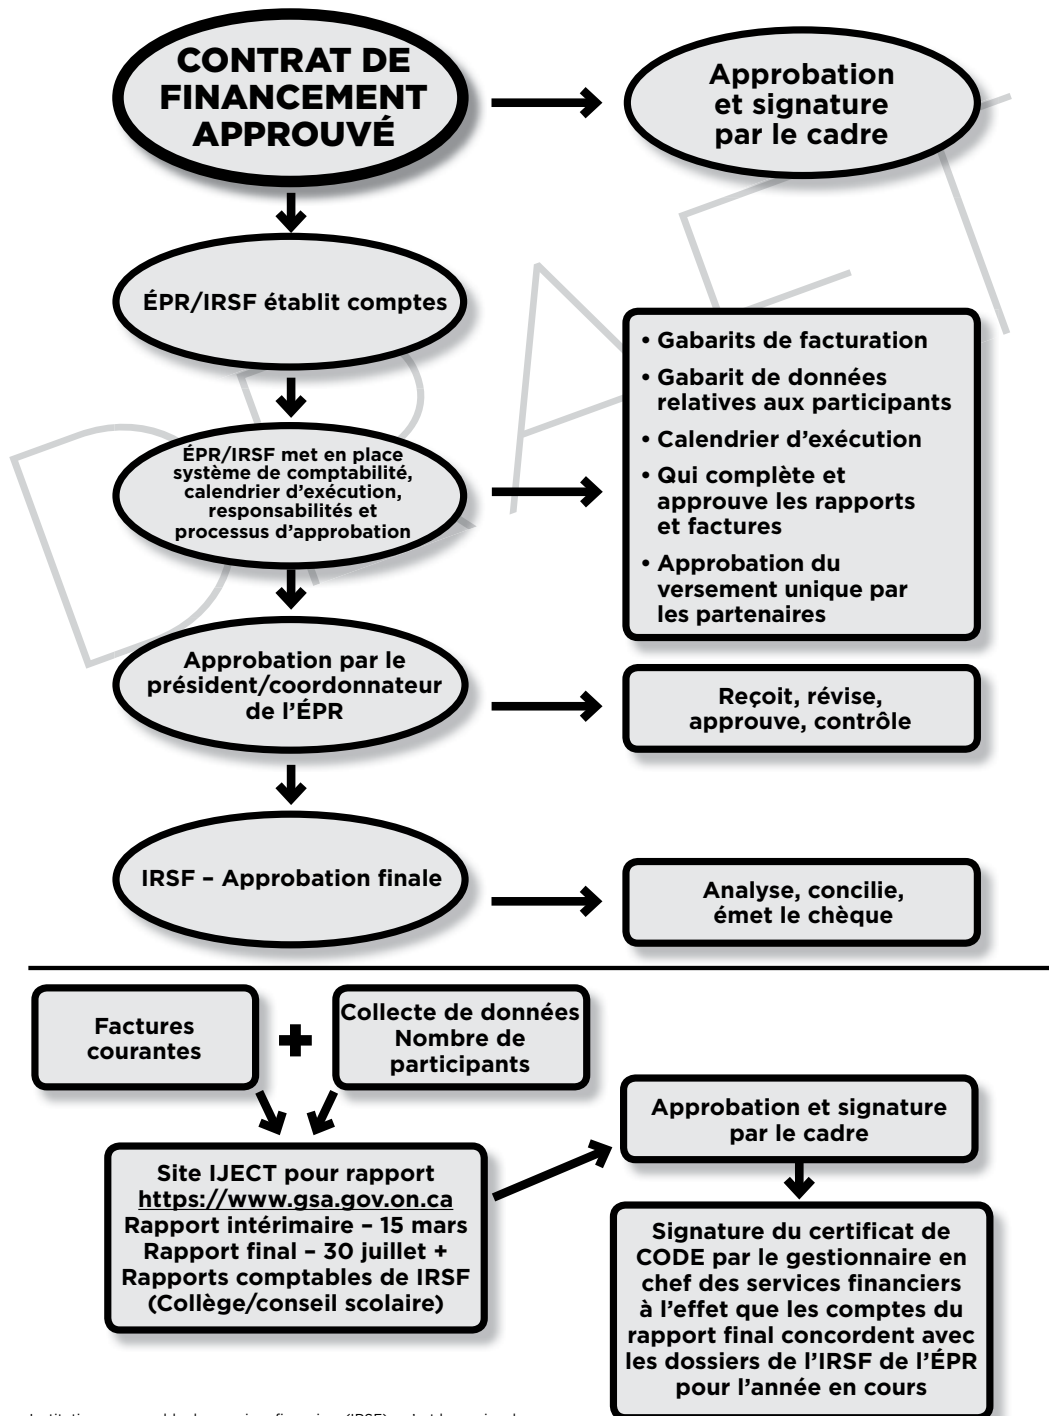 CONTRAT DE
FINANCEMENT
APPROUVÉ
Approbation
et signature
par le cadre
ÉPR/IRSF établit comptes
ÉPR/IRSF met en place
système de comptabilité,
calendrier d'exécution,
responsabilités et
processus d'approbation
• Gabarits de facturation
• Gabarit de données
relatives aux participants
• Calendrier d'exécution
• Qui complète et
approuve les rapports
et factures
• Approbation du
versement unique par
les partenaires
Approbation par le
président/coordonnateur
de l'ÉPR
Reçoit, révise,
approuve, contrôle
IRSF – Approbation finale
Analyse, concilie,
émet le chèque
Factures
courantes
+
Collecte de données
Nombre de
participants
Site IJECT pour rapport
https://www.gsa.gov.on.ca
Rapport intérimaire – 15 mars
Rapport final – 30 juillet +
Rapports comptables de IRSF
(Collège/conseil scolaire)
Approbation et signature
par le cadre
Signature du certificat de
CODE par le gestionnaire en
chef des services financiers
à l'effet que les comptes du
rapport final concordent avec
les dossiers de l'IRSF de l'ÉPR
pour l'année en cours
DRAFT